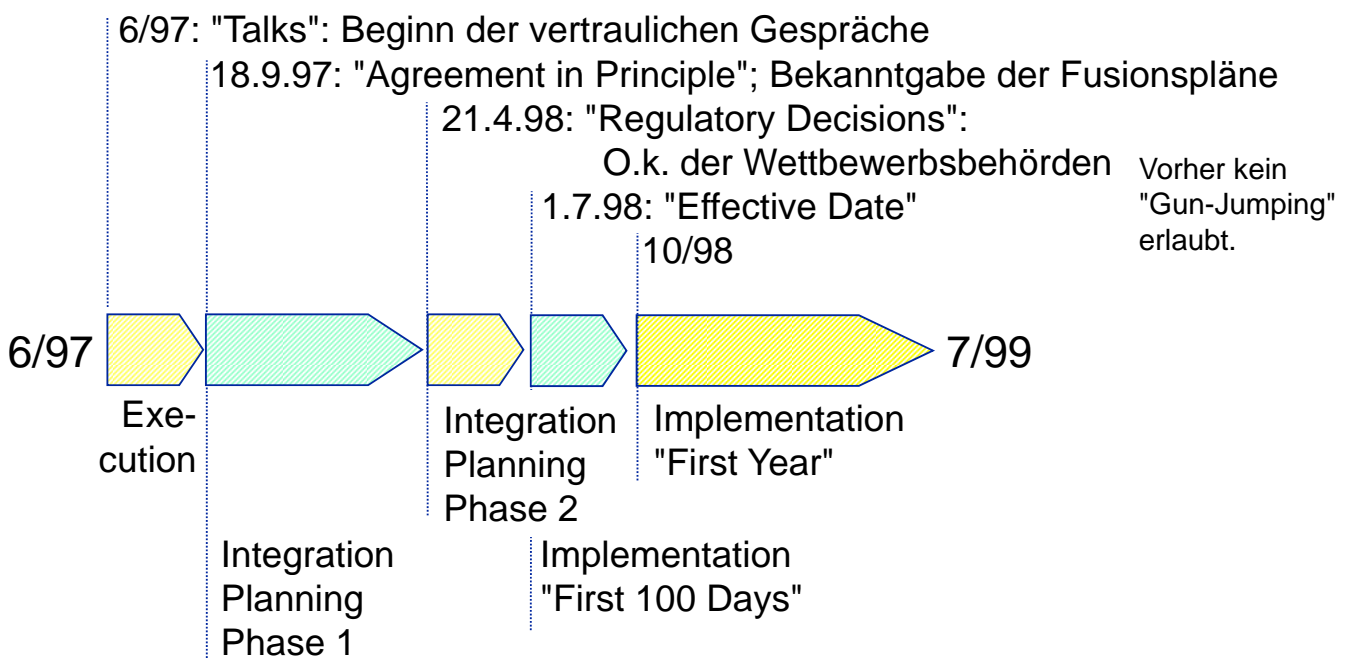 6/97: "Talks": Beginn der vertraulichen Gespräche
18.9.97: "Agreement in Principle"; Bekanntgabe der Fusionspläne
21.4.98: "Regulatory Decisions":
O.k. der Wettbewerbsbehörden
Vorher kein
"Gun-Jumping"
erlaubt.
1.7.98: "Effective Date"
10/98
6/97
7/99
Exe-
cution
Integration
Planning
Phase 2
Implementation
"First Year"
Integration
Planning
Phase 1
Implementation
"First 100 Days"